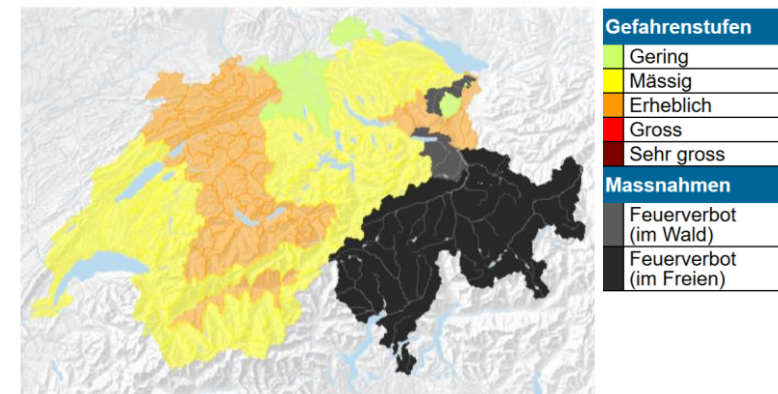 Gefahrenstufen
Gering
Mässig
Erheblich
Gross
Sehr gross
Massnahmen
Feuerverbot
(im Wald)
Feuerverbot
(im Freien)